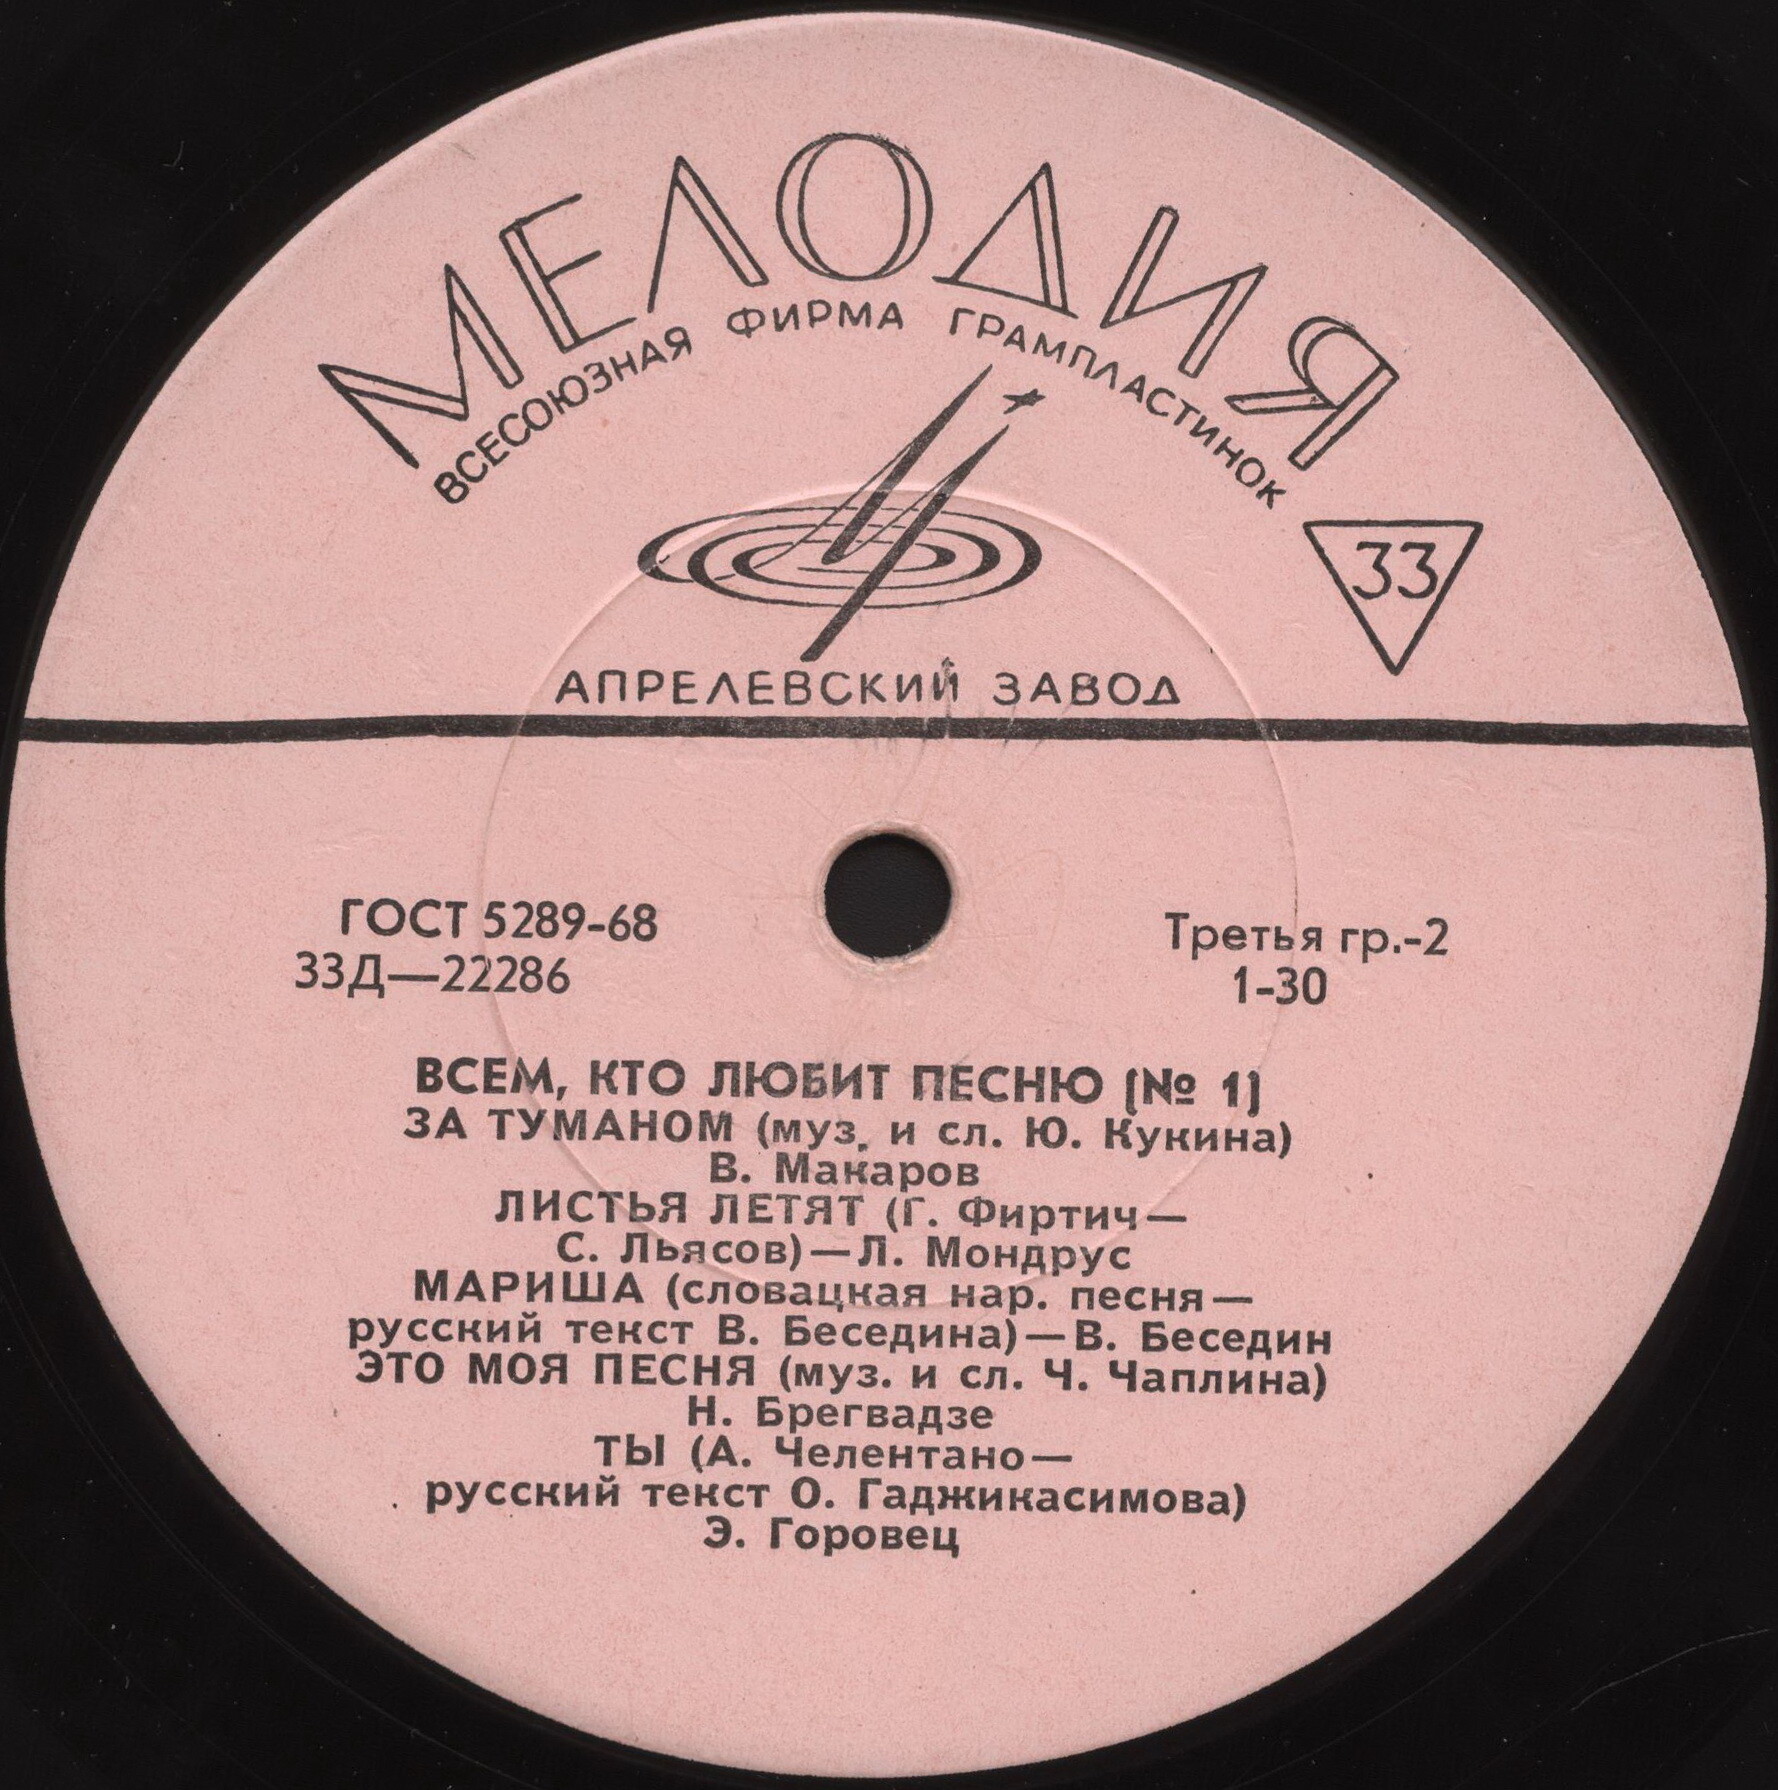 МЕЛОДИЯ
ВСЕСОЮЗНАЯ ФИРМА ГРАМПЛАСТИНОК
33
АПРЕЛЕВСКИЙ ЗАВОД
ГОСТ 5289-68
33Д—22286
Третья гр.-2
1-30
ВСЕМ, КТО ЛЮБИТ ПЕСНЮ (№ 1)
ЗА ТУМАНОМ (муз. и сл. Ю. Кукина)
В. Макаров
ЛИСТЬЯ ЛЕТЯТ (Г. Фиртич—
С. Льясов)—Л. Мондрус
МАРИША (словацкая нар. песня—
русский текст В. Беседина)—В. Беседин
ЭТО МОЯ ПЕСНЯ (муз. и сл. Ч. Чаплина)
Н. Брегвадзе
ТЫ (А. Челентано—
русский текст О. Гаджикасимова)
Э. Горовец